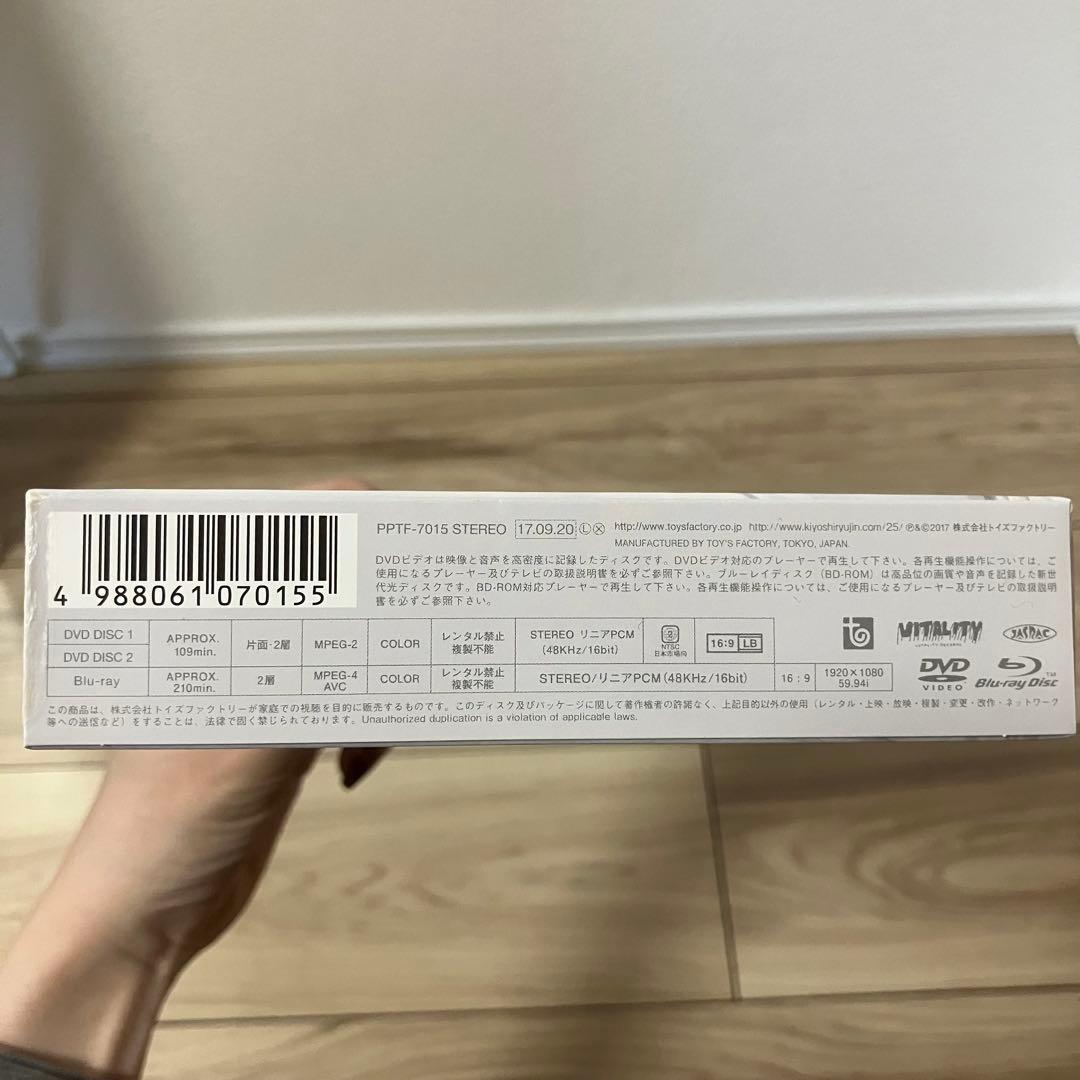 PPTF-7015 STEREO 17.09.20 Ⓛ http://www.toysfactory.co.jp http://www.kiyoshiryujin.com/25/ ℗&©2017 株式会社トイズファクトリー
MANUFACTURED BY TOY'S FACTORY, TOKYO, JAPAN.
DVDビデオは映像と音声を高密度に記録したディスクです。DVDビデオ対応のプレーヤーで再生して下さい。各再生機能操作については、ご
使用になるプレーヤー及びテレビの取扱説明書を必ずご参照下さい。ブルーレイディスク(BD-ROM)は高品位の画質や音声を記録した新世
代光ディスクです。BD-ROM対応プレーヤーで再生して下さい。各再生機能操作については、ご使用になるプレーヤー及びテレビの取扱説明
書を必ずご参照下さい。
4 988061 070155
DVD DISC 1
DVD DISC 2
APPROX.
109min.
片面·2層
MPEG-2
COLOR
レンタル禁止
複製不能
STEREO リニアPCM
(48KHz/16bit)
2
NTSC
日本市場向
16:9 LB
Blu-ray
APPROX.
210min.
2層
MPEG-4
AVC
COLOR
レンタル禁止
複製不能
STEREO/リニアPCM(48KHz/16bit)
16:9
1920×1080
59.94i
VITALITY
VITALITY RECORDS
JASRAC
DVD
VIDEO
Blu-ray Disc™
この商品は、株式会社トイズファクトリーが家庭での視聴を目的に販売するものです。このディスク及びパッケージに関して著作権者の許諾なく、上記目的以外の使用(レンタル・上映・放映・複製・変更・改作・ネットワーク
等への送信など)をすることは、法律で固く禁じられております。Unauthorized duplication is a violation of applicable laws.